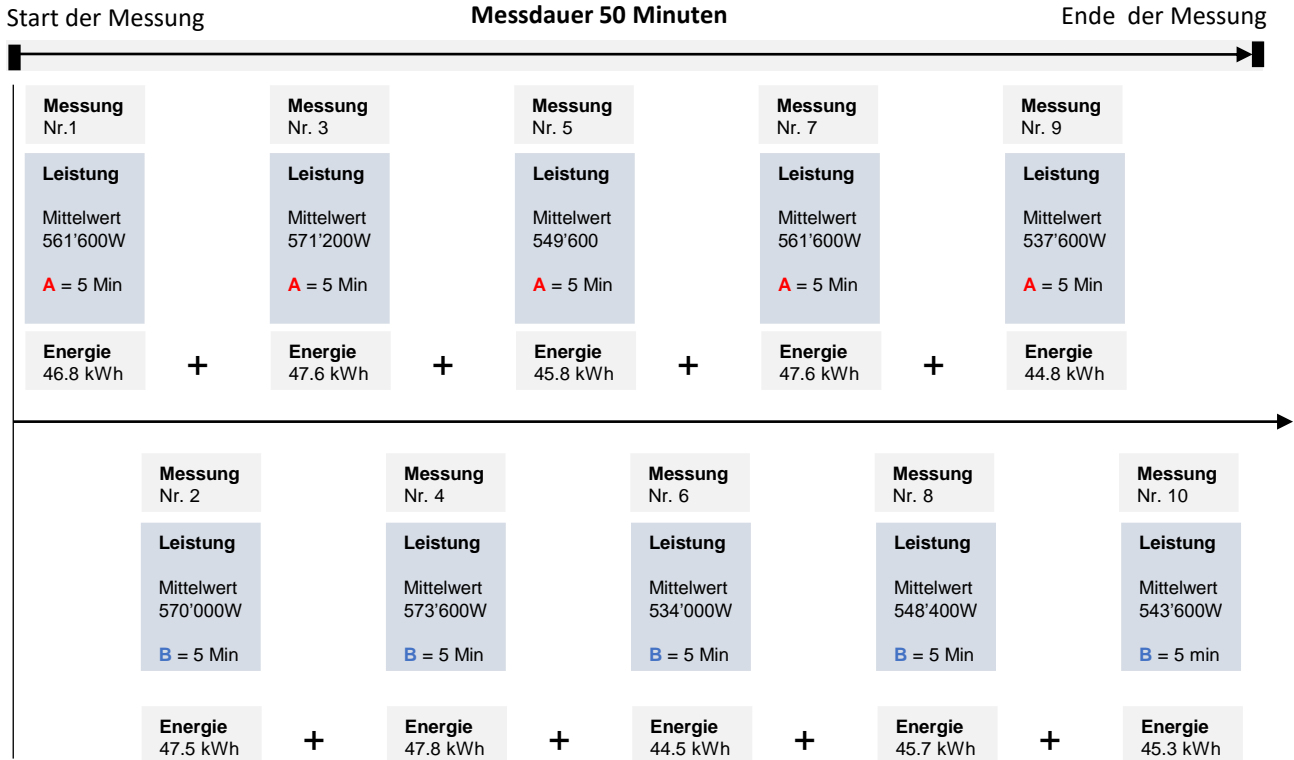 Start der Messung
Messdauer 50 Minuten
Ende  der Messung
Messung
Nr.1
Messung
Nr. 3
Messung
Nr. 5
Messung
Nr. 7
Messung
Nr. 9
Leistung
Mittelwert
561’600W
A = 5 Min
Leistung
Mittelwert
571’200W
A = 5 Min
Leistung
Mittelwert
549’600
A = 5 Min
Leistung
Mittelwert
561’600W
A = 5 Min
Leistung
Mittelwert
537’600W
A = 5 Min
Energie
46.8 kWh
+
Energie
47.6 kWh
+
Energie
45.8 kWh
+
Energie
47.6 kWh
+
Energie
44.8 kWh
Messung
Nr. 2
Messung
Nr. 4
Messung
Nr. 6
Messung
Nr. 8
Messung
Nr. 10
Leistung
Mittelwert
570’000W
B = 5 Min
Leistung
Mittelwert
573’600W
B = 5 Min
Leistung
Mittelwert
534’000W
B = 5 Min
Leistung
Mittelwert
548’400W
B = 5 Min
Leistung
Mittelwert
543’600W
B = 5 min
Energie
47.5 kWh
+
Energie
47.8 kWh
+
Energie
44.5 kWh
+
Energie
45.7 kWh
+
Energie
45.3 kWh